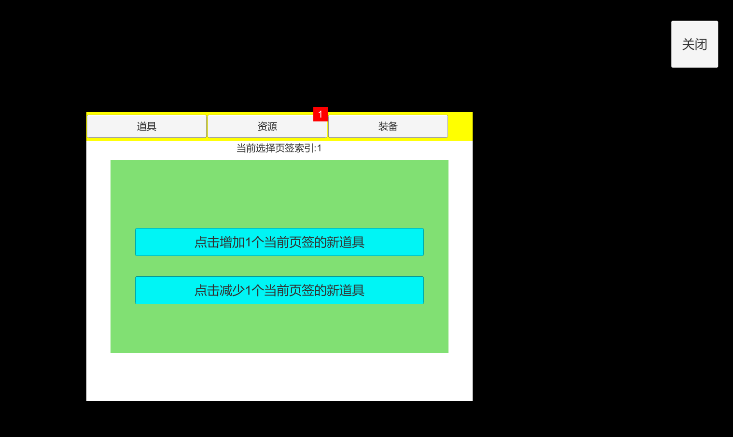 关闭
1
道具 资源 装备
当前选择页签索引:1
点击增加1个当前页签的新道具
点击减少1个当前页签的新道具